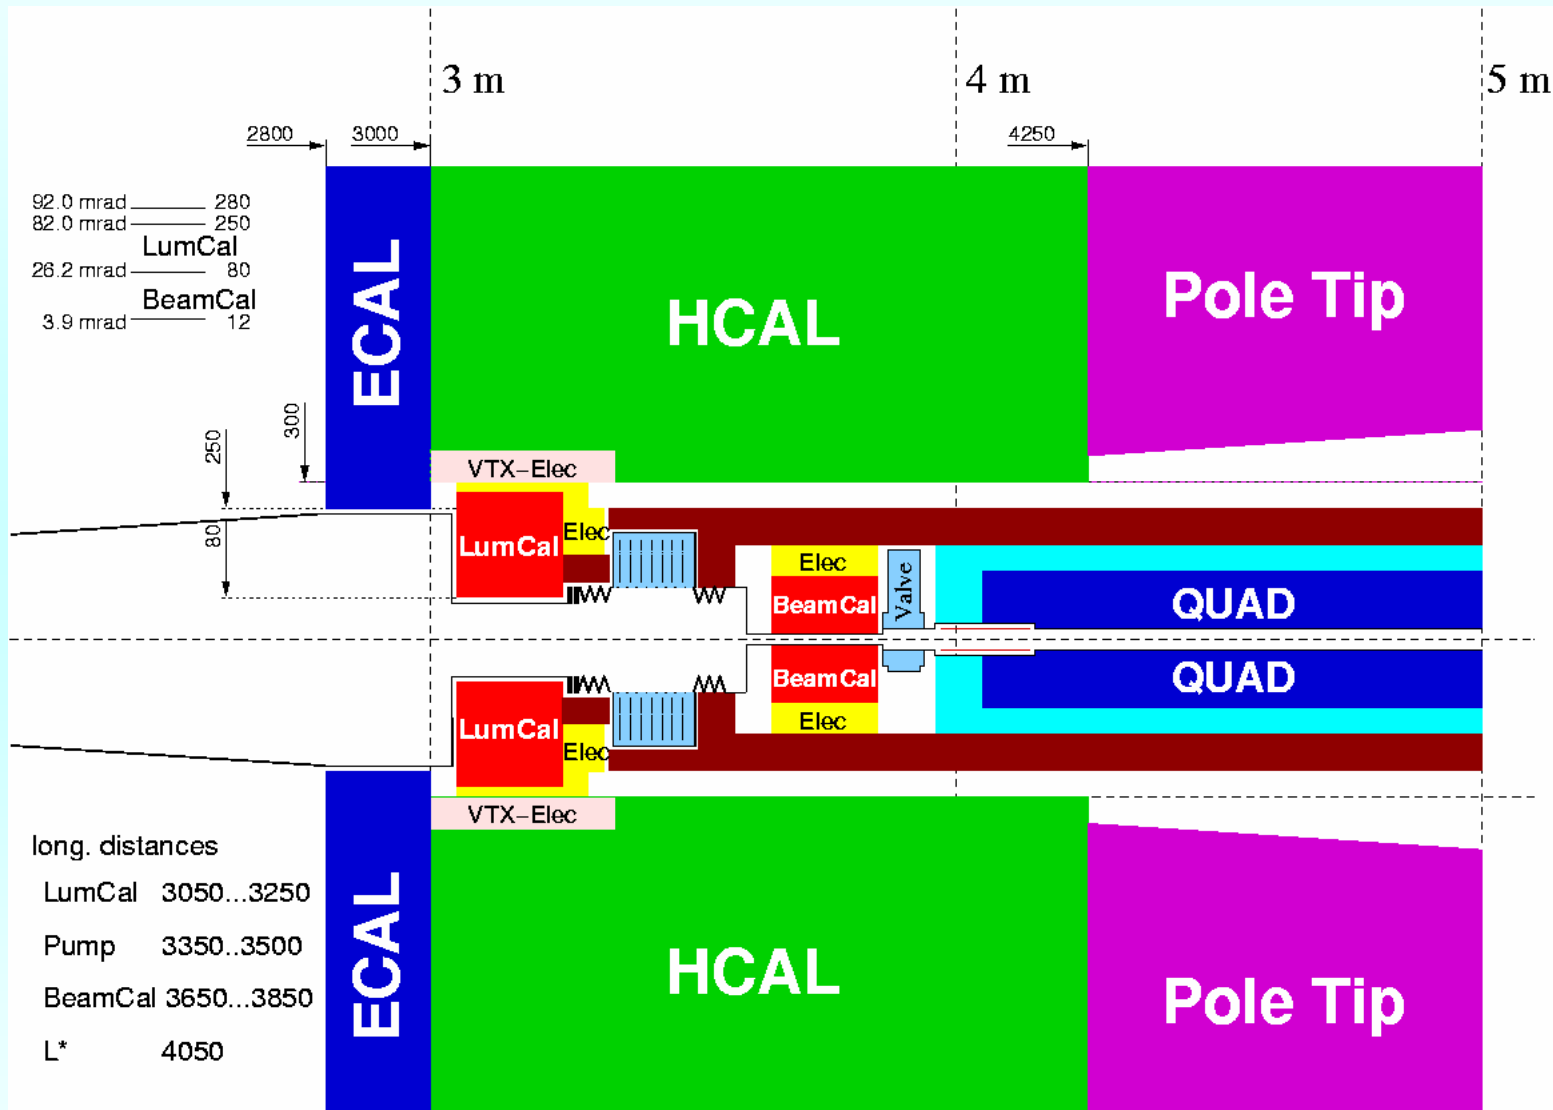 3 m
4 m
5 m
2800
3000
4250
92.0 mrad 280
82.0 mrad 250
LumCal
26.2 mrad 80
BeamCal
3.9 mrad 12
ECAL
HCAL
Pole Tip
300
250
80
VTX–Elec
LumCal
Elec
Elec
BeamCal
Valve
QUAD
BeamCal
Elec
QUAD
LumCal
Elec
VTX–Elec
ECAL
HCAL
Pole Tip
long. distances
LumCal 3050...3250
Pump 3350..3500
BeamCal 3650...3850
L* 4050